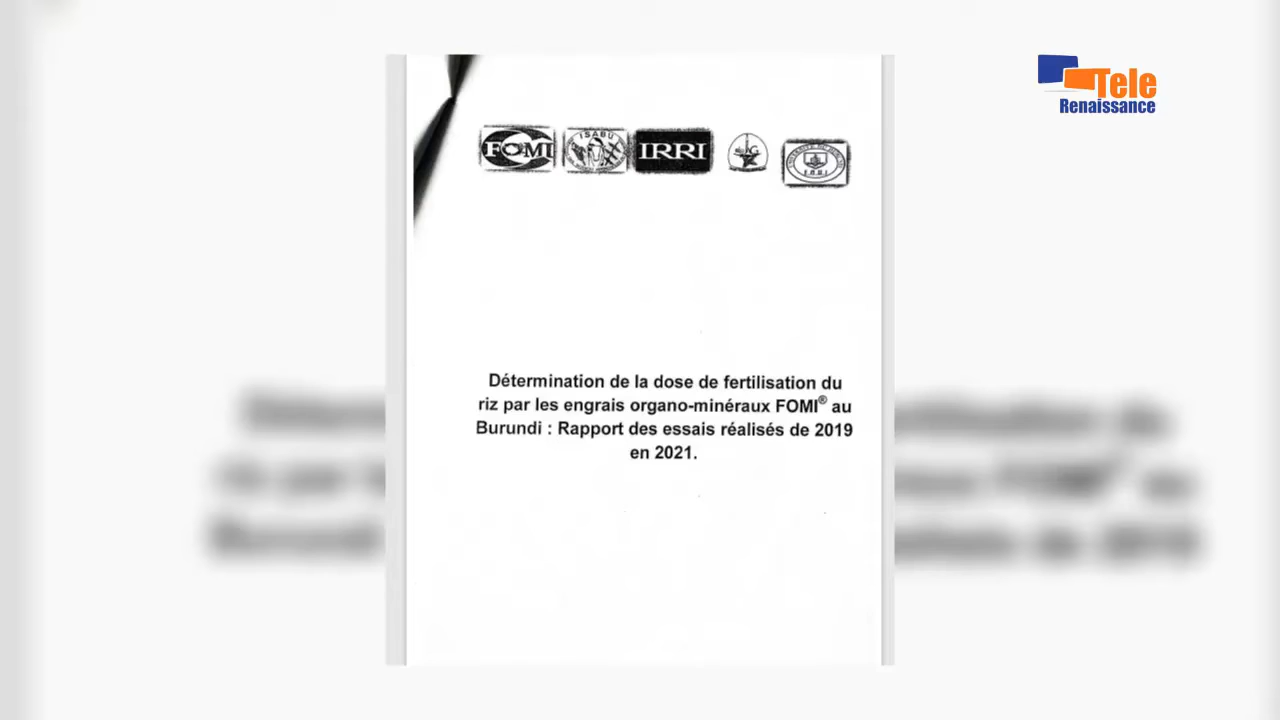 Tele
Renaissance
FOMI
ISABU
IRRI
Détermination de la dose de fertilisation du
riz par les engrais organo-minéraux FOMI® au
Burundi : Rapport des essais réalisés de 2019
en 2021.